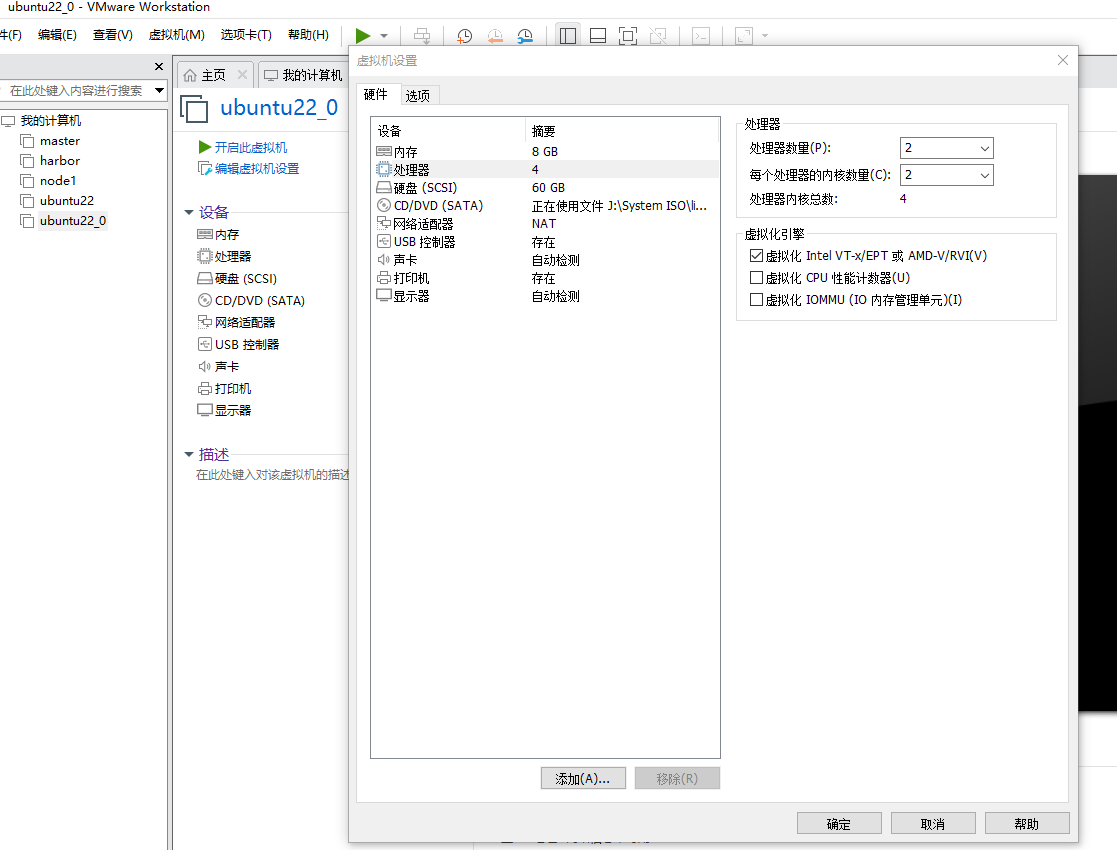 ubuntu22_0 - VMware Workstation
件(F) 编辑(E) 查看(V) 虚拟机(M) 选项卡(T) 帮助(H)
在此处键入内容进行搜索
我的计算机
master
harbor
node1
ubuntu22
ubuntu22_0
主页
我的计算机
ubuntu22_0
开启此虚拟机
编辑虚拟机设置
设备
内存
处理器
硬盘 (SCSI)
CD/DVD (SATA)
网络适配器
USB 控制器
声卡
打印机
显示器
描述
在此处键入对该虚拟机的描述
虚拟机设置
硬件 选项
设备 摘要
内存 8 GB
处理器 4
硬盘 (SCSI) 60 GB
CD/DVD (SATA) 正在使用文件 J:\System ISO\li...
网络适配器 NAT
USB 控制器 存在
声卡 自动检测
打印机 存在
显示器 自动检测
添加(A)... 移除(R)
处理器
处理器数量(P): 2
每个处理器的内核数量(C): 2
处理器内核总数: 4
虚拟化引擎
虚拟化 Intel VT-x/EPT 或 AMD-V/RVI(V)
虚拟化 CPU 性能计数器(U)
虚拟化 IOMMU (IO 内存管理单元)(I)
确定 取消 帮助